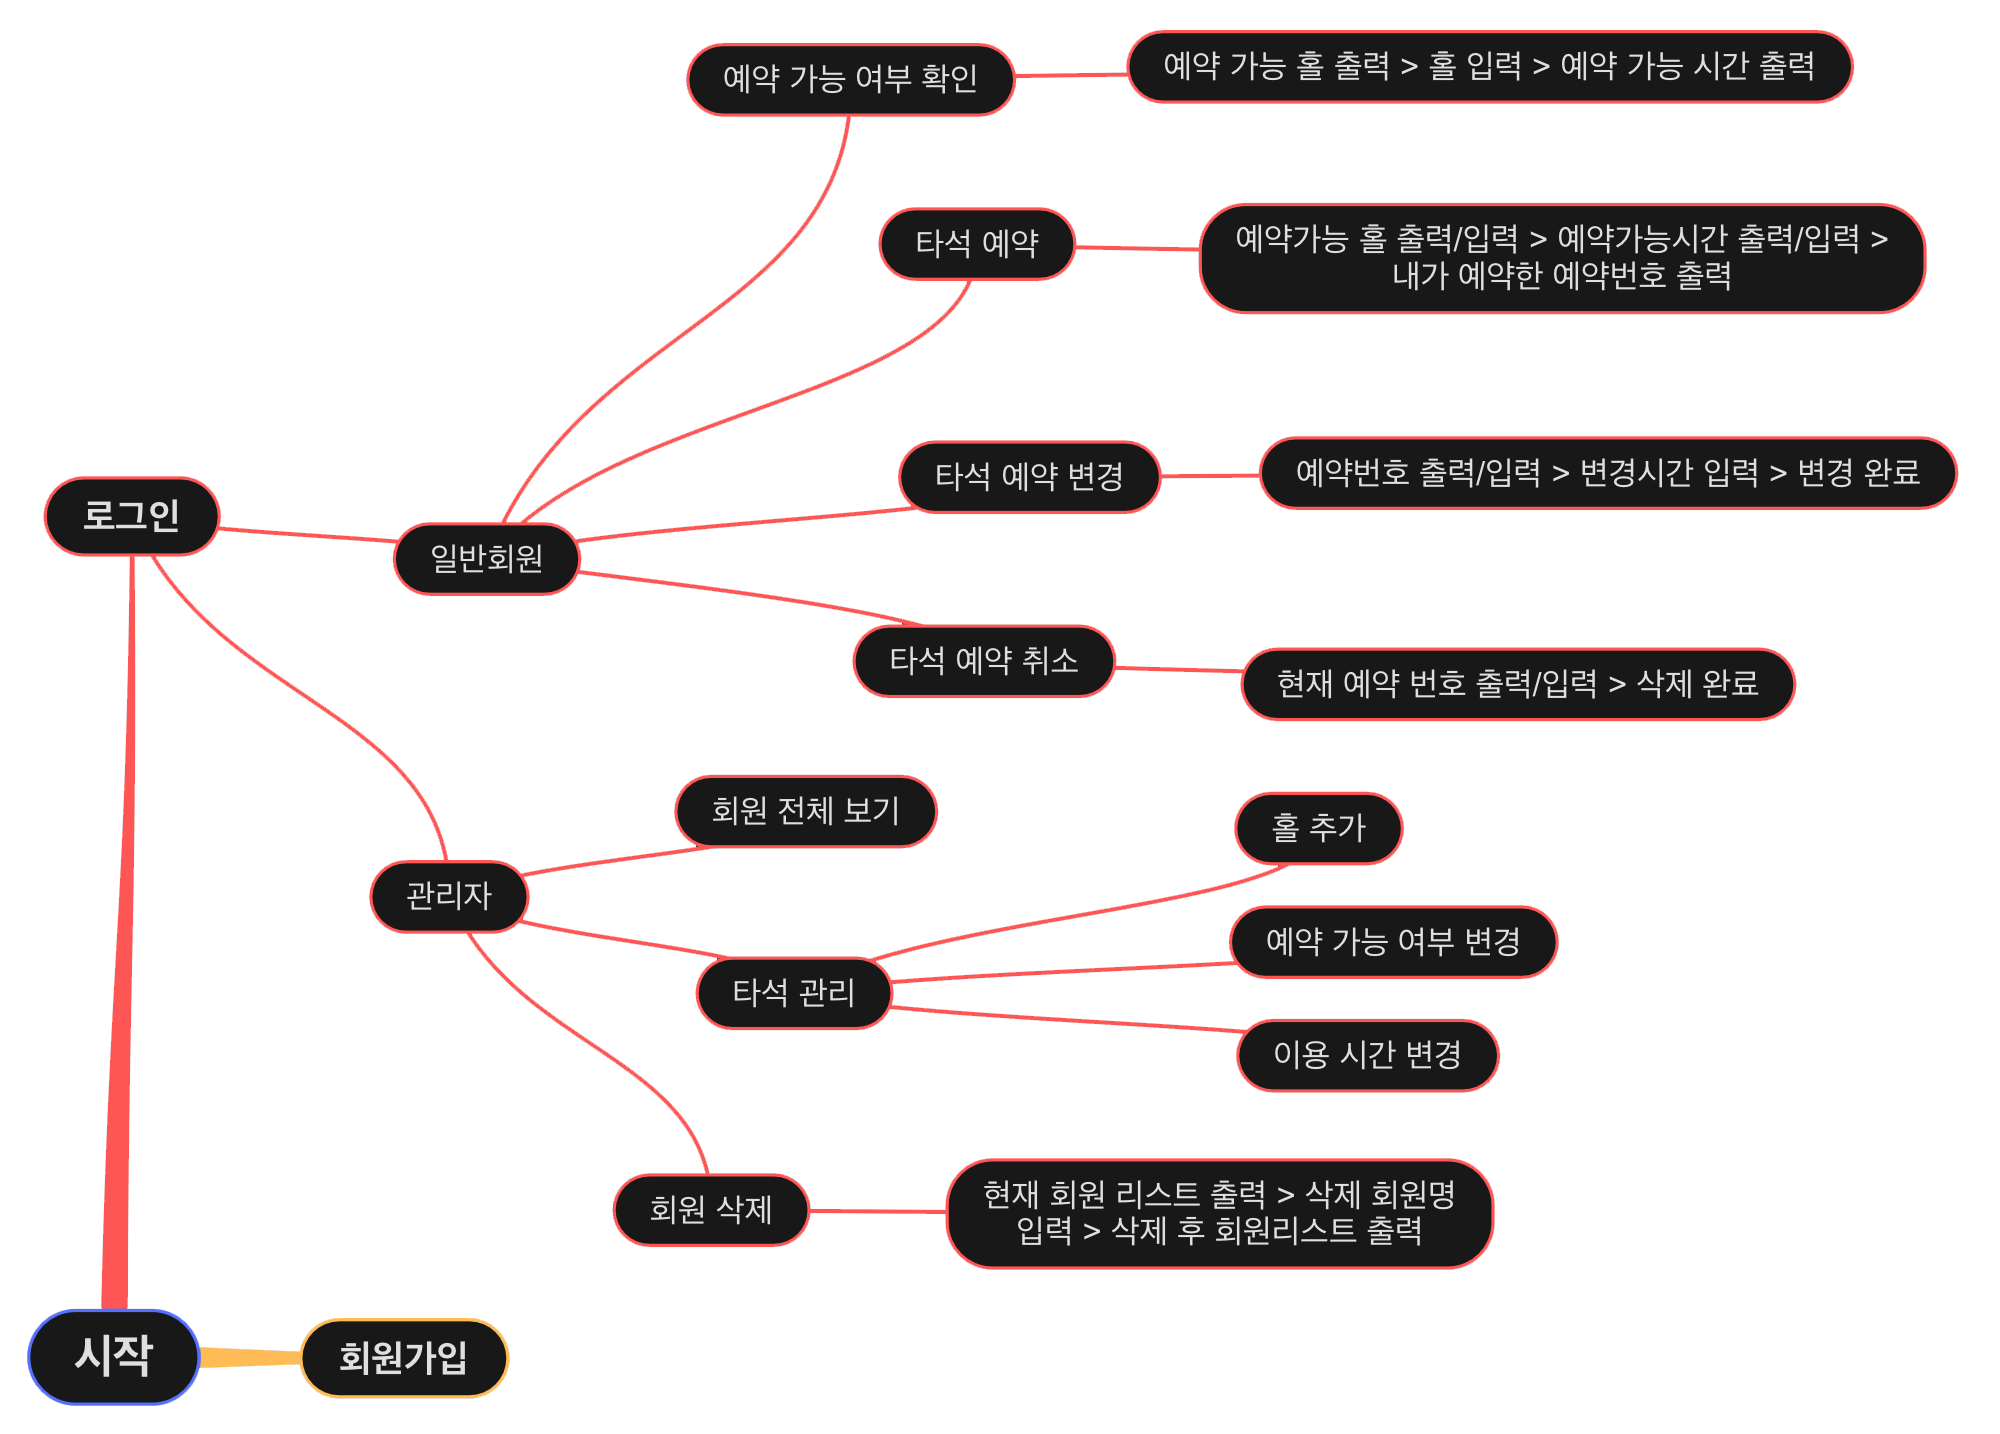 예약 가능 여부 확인
예약 가능 홀 출력 > 홀 입력 > 예약 가능 시간 출력
타석 예약
예약가능 홀 출력/입력 > 예약가능시간 출력/입력 >
내가 예약한 예약번호 출력
타석 예약 변경
예약번호 출력/입력 > 변경시간 입력 > 변경 완료
로그인
일반회원
타석 예약 취소
현재 예약 번호 출력/입력 > 삭제 완료
회원 전체 보기
홀 추가
관리자
예약 가능 여부 변경
타석 관리
이용 시간 변경
회원 삭제
현재 회원 리스트 출력 > 삭제 회원명
입력 > 삭제 후 회원리스트 출력
시작
회원가입